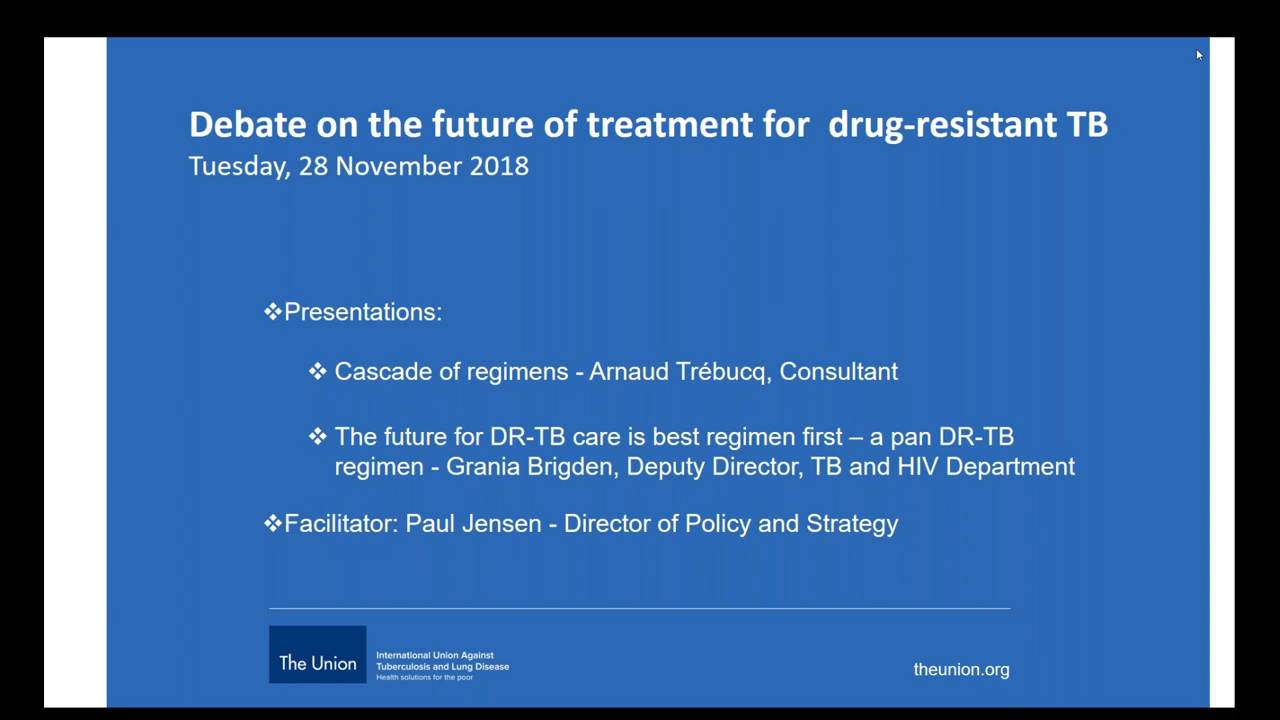 Debate on the future of treatment for  drug-resistant TB
Tuesday, 28 November 2018
❖Presentations:
❖ Cascade of regimens - Arnaud Trébucq, Consultant
❖ The future for DR-TB care is best regimen first – a pan DR-TB
regimen - Grania Brigden, Deputy Director, TB and HIV Department
❖Facilitator: Paul Jensen - Director of Policy and Strategy
The Union
International Union Against
Tuberculosis and Lung Disease
Health solutions for the poor
theunion.org